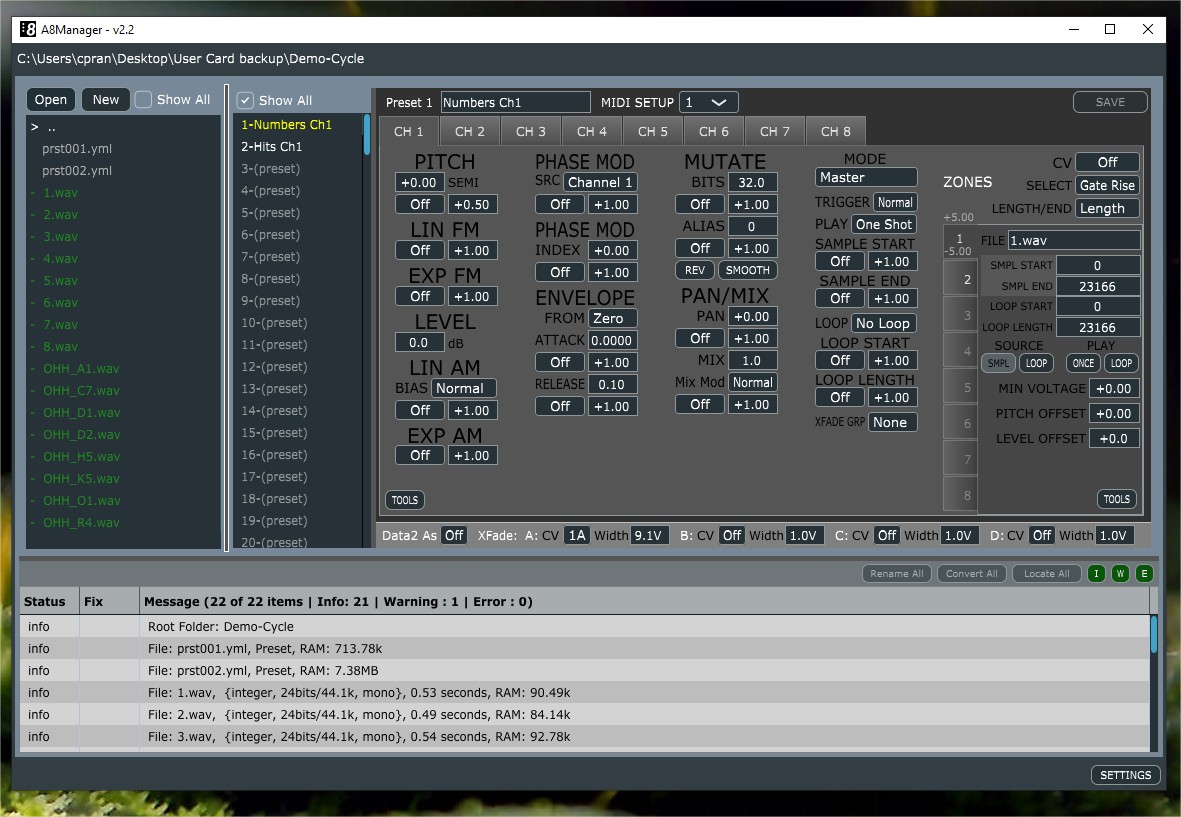 A8Manager - v2.2
C:\Users\cpran\Desktop\User Card backup\Demo-Cycle
Open New Show All
> ..
prst001.yml
prst002.yml
- 1.wav
- 2.wav
- 3.wav
- 4.wav
- 5.wav
- 6.wav
- 7.wav
- 8.wav
- OHH_A1.wav
- OHH_C7.wav
- OHH_D1.wav
- OHH_D2.wav
- OHH_H5.wav
- OHH_K5.wav
- OHH_O1.wav
- OHH_R4.wav
Show All
1-Numbers Ch1
2-Hits Ch1
3-(preset)
4-(preset)
5-(preset)
6-(preset)
7-(preset)
8-(preset)
9-(preset)
10-(preset)
11-(preset)
12-(preset)
13-(preset)
14-(preset)
15-(preset)
16-(preset)
17-(preset)
18-(preset)
19-(preset)
20-(preset)
Preset 1 Numbers Ch1 MIDI SETUP 1 SAVE
CH 1 CH 2 CH 3 CH 4 CH 5 CH 6 CH 7 CH 8
PITCH
+0.00 SEMI
Off +0.50
LIN FM
Off +1.00
EXP FM
Off +1.00
LEVEL
0.0 dB
LIN AM
BIAS Normal
Off +1.00
EXP AM
Off +1.00
TOOLS
PHASE MOD
SRC Channel 1
Off +1.00
PHASE MOD
INDEX +0.00
Off +1.00
ENVELOPE
FROM Zero
ATTACK 0.0000
Off +1.00
RELEASE 0.10
Off +1.00
MUTATE
BITS 32.0
Off +1.00
ALIAS 0
Off +1.00
REV SMOOTH
PAN/MIX
PAN +0.00
Off +1.00
MIX 1.0
Mix Mod Normal
Off +1.00
MODE
Master
TRIGGER Normal
PLAY One Shot
SAMPLE START
Off +1.00
SAMPLE END
Off +1.00
LOOP No Loop
LOOP START
Off +1.00
LOOP LENGTH
Off +1.00
XFADE GRP None
ZONES
CV Off
SELECT Gate Rise
LENGTH/END Length
+5.00
1
-5.00
2
3
4
5
6
7
8
FILE 1.wav
SMPL START 0
SMPL END 23166
LOOP START 0
LOOP LENGTH 23166
SOURCE PLAY
SMPL LOOP ONCE LOOP
MIN VOLTAGE +0.00
PITCH OFFSET +0.00
LEVEL OFFSET +0.0
TOOLS
Data2 As Off XFade: A: CV 1A Width 9.1V B: CV Off Width 1.0V C: CV Off Width 1.0V D: CV Off Width 1.0V
Rename All Convert All Locate All I W E
Status Fix Message (22 of 22 items | Info: 21 | Warning : 1 | Error : 0)
info Root Folder: Demo-Cycle
info File: prst001.yml, Preset, RAM: 713.78k
info File: prst002.yml, Preset, RAM: 7.38MB
info File: 1.wav, {integer, 24bits/44.1k, mono}, 0.53 seconds, RAM: 90.49k
info File: 2.wav, {integer, 24bits/44.1k, mono}, 0.49 seconds, RAM: 84.14k
info File: 3.wav, {integer, 24bits/44.1k, mono}, 0.54 seconds, RAM: 92.78k
SETTINGS